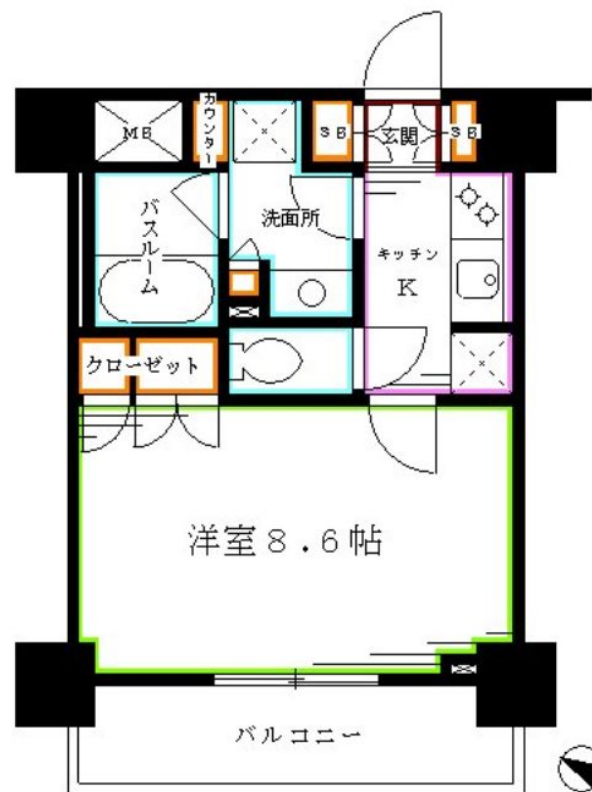 MB
カウンター
SB
玄関
SB
バスルーム
洗面所
キッチン
K
クローゼット
洋室8.6帖
バルコニー